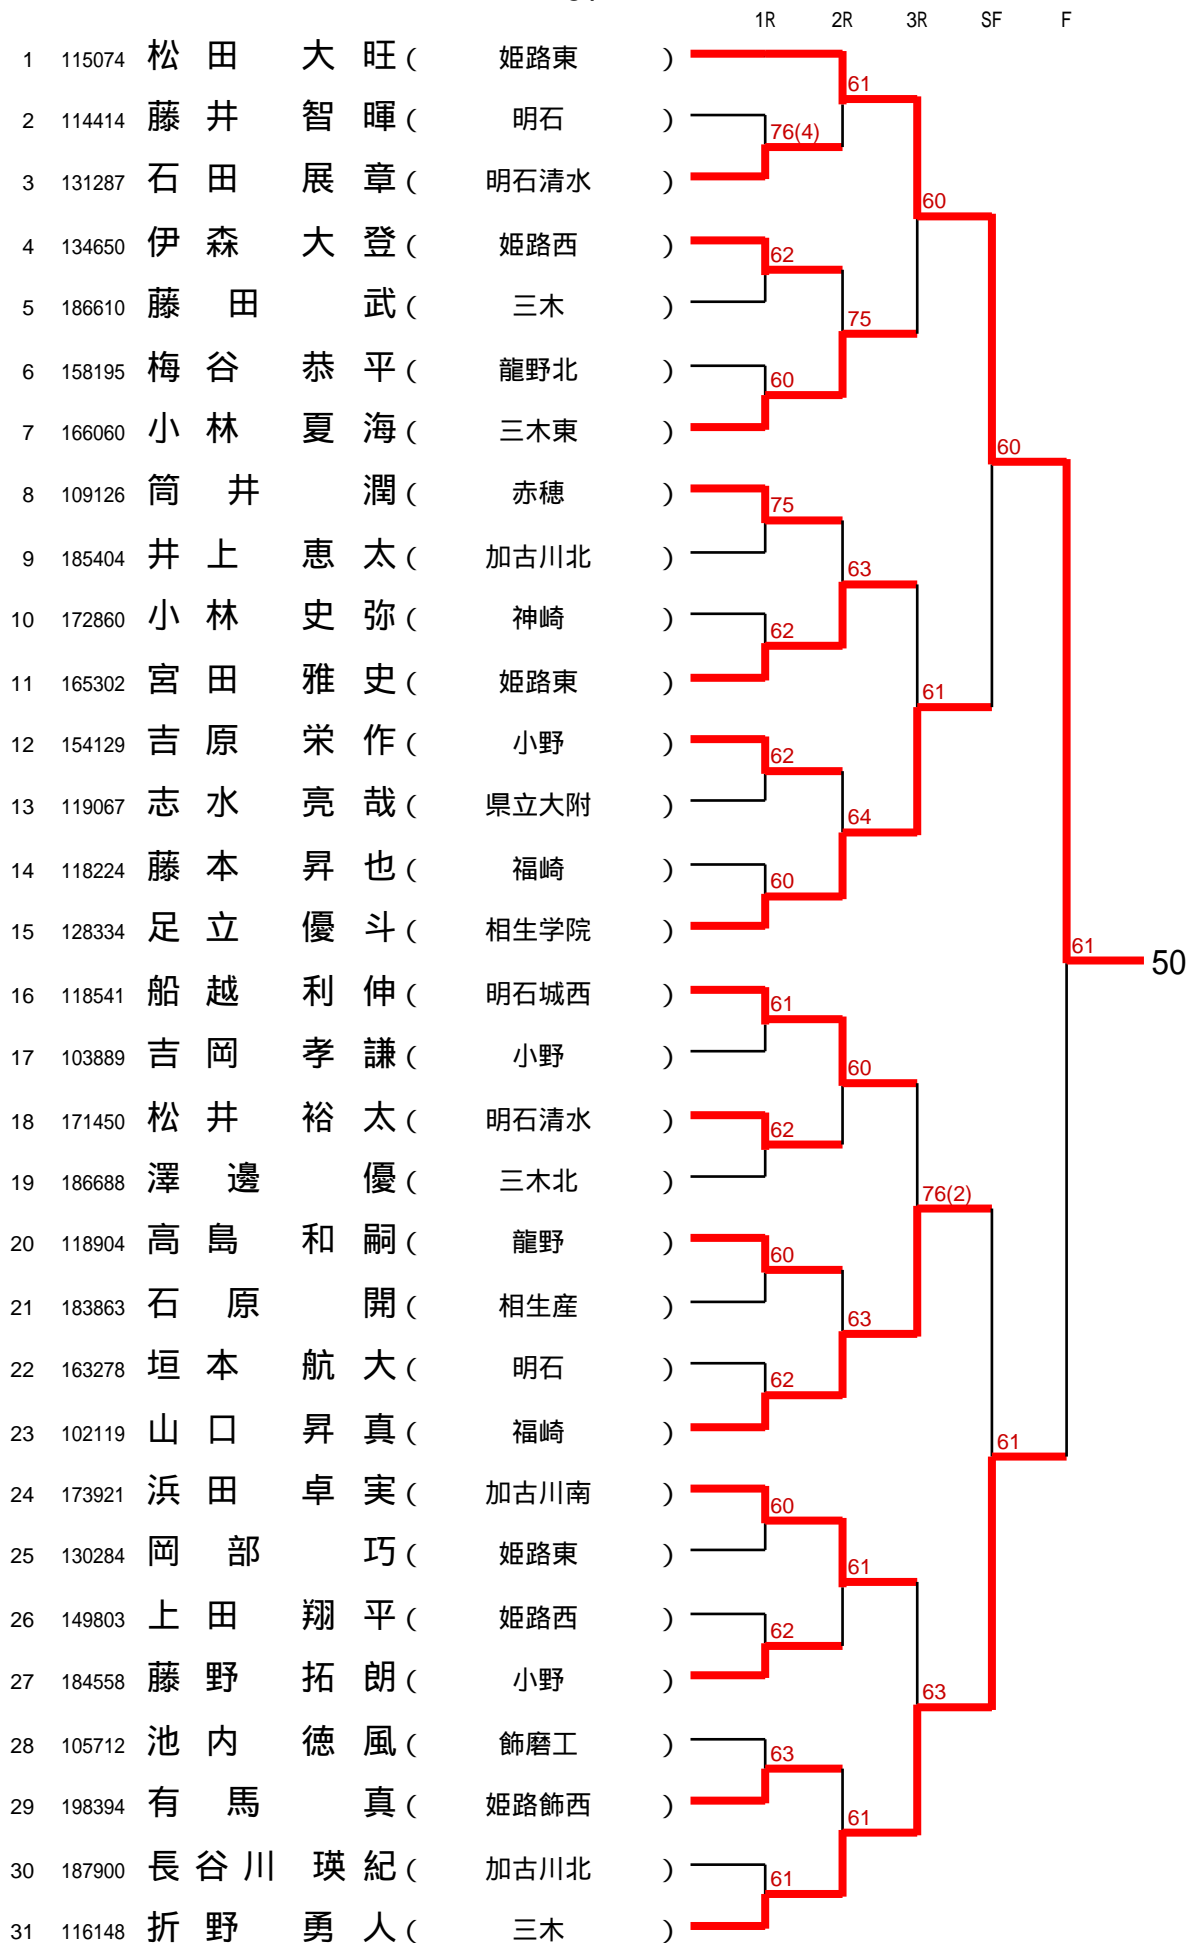 1R 2R 3R SF F
1 115074 松田 大旺 ( 姫路東 )
61
2 114414 藤井 智暉 ( 明石 )
76(4)
3 131287 石田 展章 ( 明石清水 )
60
4 134650 伊森 大登 ( 姫路西 )
62
5 186610 藤田 武 ( 三木 )
75
6 158195 梅谷 恭平 ( 龍野北 )
60
7 166060 小林 夏海 ( 三木東 )
60
8 109126 筒井 潤 ( 赤穂 )
75
9 185404 井上 恵太 ( 加古川北 )
63
10 172860 小林 史弥 ( 神崎 )
62
11 165302 宮田 雅史 ( 姫路東 )
61
12 154129 吉原 栄作 ( 小野 )
62
13 119067 志水 亮哉 ( 県立大附 )
64
14 118224 藤本 昇也 ( 福崎 )
60
15 128334 足立 優斗 ( 相生学院 )
61 50
16 118541 船越 利伸 ( 明石城西 )
61
17 103889 吉岡 孝謙 ( 小野 )
60
18 171450 松井 裕太 ( 明石清水 )
62
19 186688 澤邊 優 ( 三木北 )
76(2)
20 118904 高島 和嗣 ( 龍野 )
60
21 183863 石原 開 ( 相生産 )
63
22 163278 垣本 航大 ( 明石 )
62
23 102119 山口 昇真 ( 福崎 )
61
24 173921 浜田 卓実 ( 加古川南 )
60
25 130284 岡部 巧 ( 姫路東 )
61
26 149803 上田 翔平 ( 姫路西 )
62
27 184558 藤野 拓朗 ( 小野 )
63
28 105712 池内 徳風 ( 飾磨工 )
63
29 198394 有馬 真 ( 姫路飾西 )
61
30 187900 長谷川 瑛紀 ( 加古川北 )
61
31 116148 折野 勇人 ( 三木 )